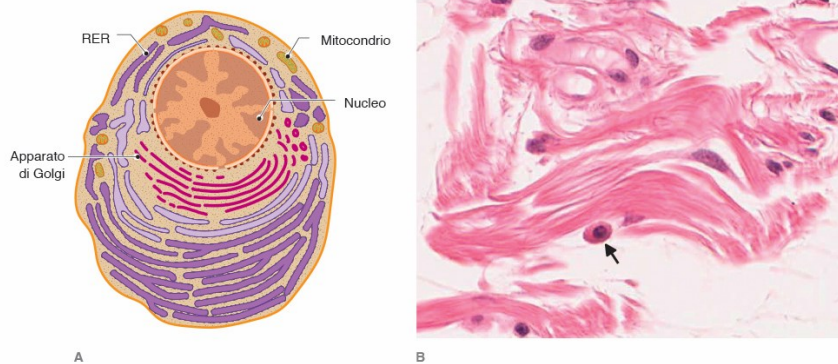 RER
Mitocondrio
Nucleo
Apparato
di Golgi
A
B